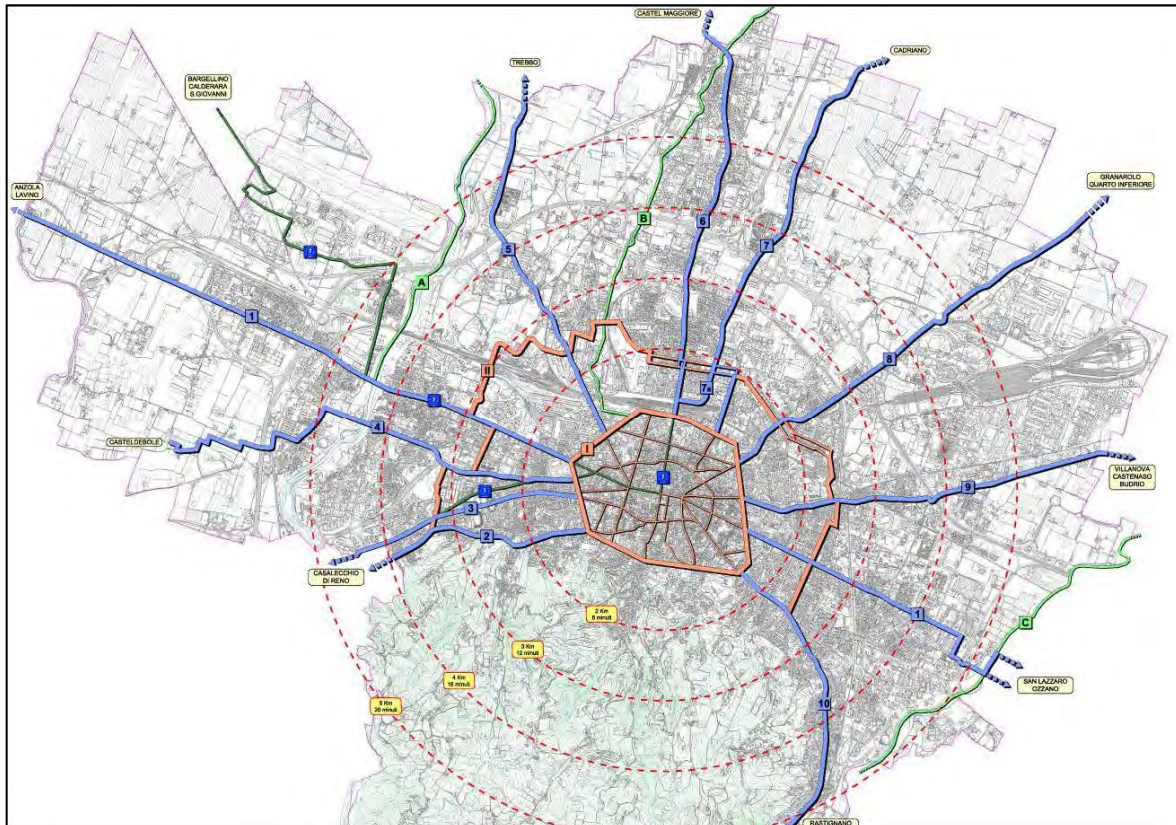 CASTEL MAGGIORE
CADRIANO
TREBBO
BARGELLINO
CALDERARA
S.GIOVANNI
ANZOLA
LAVINO
GRANAROLO
QUARTO INFERIORE
B
6
7
5
A
1
8
II
7a
CASTELDEBOLE
4
I
VILLANOVA
CASTENASO
BUDRIO
9
3
2
CASALECCHIO
DI RENO
2 Km
8 minuti
1
C
3 Km
12 minuti
4 Km
16 minuti
SAN LAZZARO
OZZANO
5 Km
20 minuti
10
RASTIGNANO